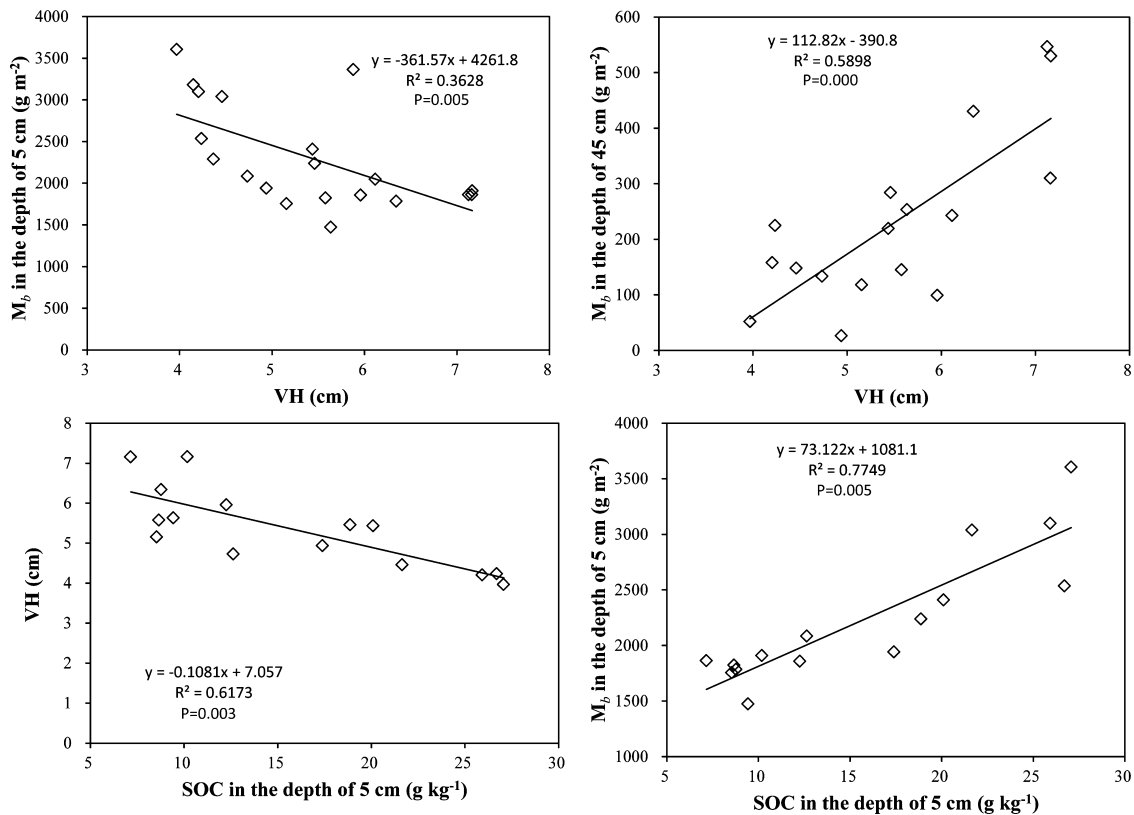 M_b in the depth of 5 cm (g m⁻²)
4000
3500
3000
2500
2000
1500
1000
500
0
y = -361.57x + 4261.8
R² = 0.3628
P=0.005
3 4 5 6 7 8
VH (cm)
M_b in the depth of 45 cm (g m⁻²)
600
500
400
300
200
100
0
y = 112.82x - 390.8
R² = 0.5898
P=0.000
3 4 5 6 7 8
VH (cm)
VH (cm)
8
7
6
5
4
3
2
1
0
y = -0.1081x + 7.057
R² = 0.6173
P=0.003
5 10 15 20 25 30
SOC in the depth of 5 cm (g kg⁻¹)
M_b in the depth of 5 cm (g m⁻²)
4000
3500
3000
2500
2000
1500
1000
y = 73.122x + 1081.1
R² = 0.7749
P=0.005
5 10 15 20 25 30
SOC in the depth of 5 cm (g kg⁻¹)